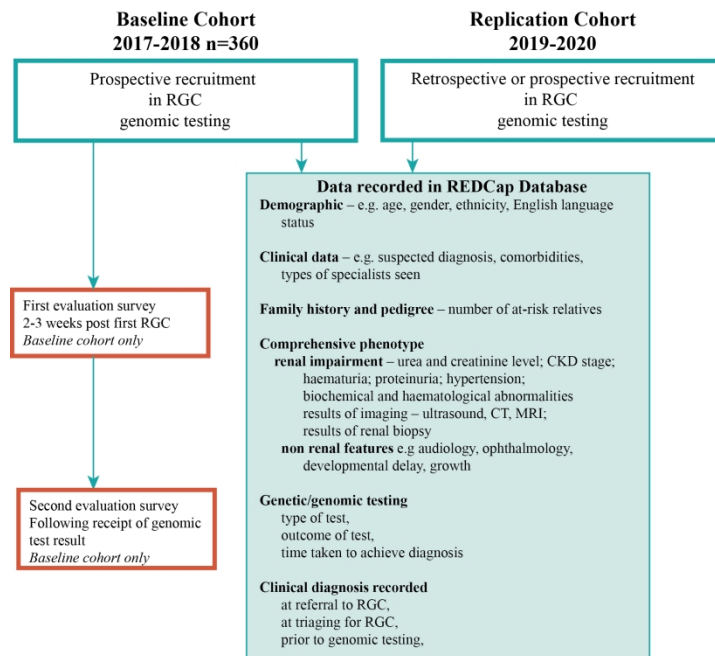 Baseline Cohort
2017-2018 n=360
Prospective recruitment
in RGC
genomic testing
Replication Cohort
2019-2020
Retrospective or prospective recruitment
in RGC
genomic testing
First evaluation survey
2-3 weeks post first RGC
Baseline cohort only
Second evaluation survey
Following receipt of genomic
test result
Baseline cohort only
Data recorded in REDCap Database
Demographic – e.g. age, gender, ethnicity, English language
status
Clinical data – e.g. suspected diagnosis, comorbidities,
types of specialists seen
Family history and pedigree – number of at-risk relatives
Comprehensive phenotype
renal impairment – urea and creatinine level; CKD stage;
haematuria; proteinuria; hypertension;
biochemical and haematological abnormalities
results of imaging – ultrasound, CT, MRI;
results of renal biopsy
non renal features e.g audiology, ophthalmology,
developmental delay, growth
Genetic/genomic testing
type of test,
outcome of test,
time taken to achieve diagnosis
Clinical diagnosis recorded
at referral to RGC,
at triaging for RGC,
prior to genomic testing,